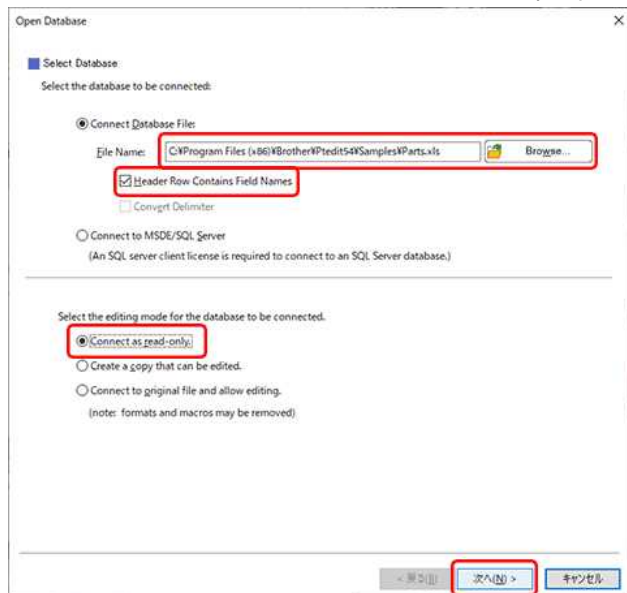 Open Database
Select Database
Select the database to be connected:
Connect Database File:
File Name: C:¥Program Files (x86)¥Brother¥Ptedit54¥Samples¥Parts.xls Browse...
Header Row Contains Field Names
Convert Delimiter
Connect to MSDE/SQL Server
(An SQL server client license is required to connect to an SQL Server database.)
Select the editing mode for the database to be connected.
Connect as read-only.
Create a copy that can be edited.
Connect to original file and allow editing.
(note: formats and macros may be removed)
< 戻る(B) 次へ(N) > キャンセル